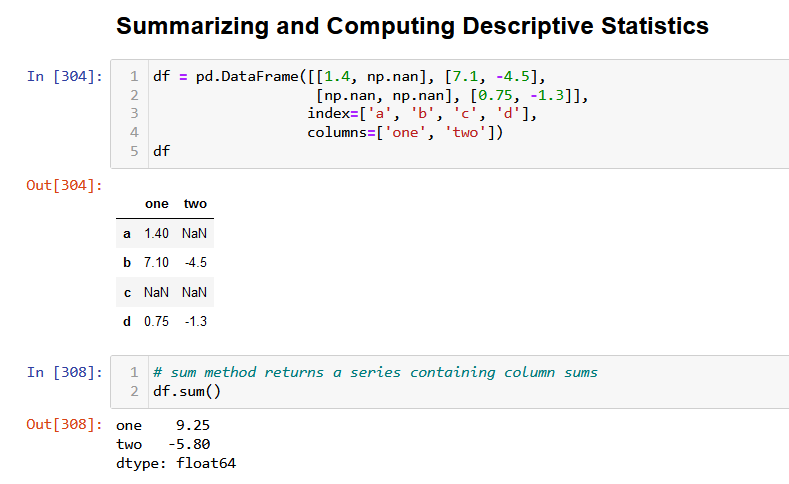 Summarizing and Computing Descriptive Statistics
In [304]:
1 df = pd.DataFrame([[1.4, np.nan], [7.1, -4.5],
2                    [np.nan, np.nan], [0.75, -1.3]],
3                   index=['a', 'b', 'c', 'd'],
4                   columns=['one', 'two'])
5 df
Out[304]:
one two
a 1.40 NaN
b 7.10 -4.5
c NaN NaN
d 0.75 -1.3
In [308]:
1 # sum method returns a series containing column sums
2 df.sum()
Out[308]:
one    9.25
two   -5.80
dtype: float64